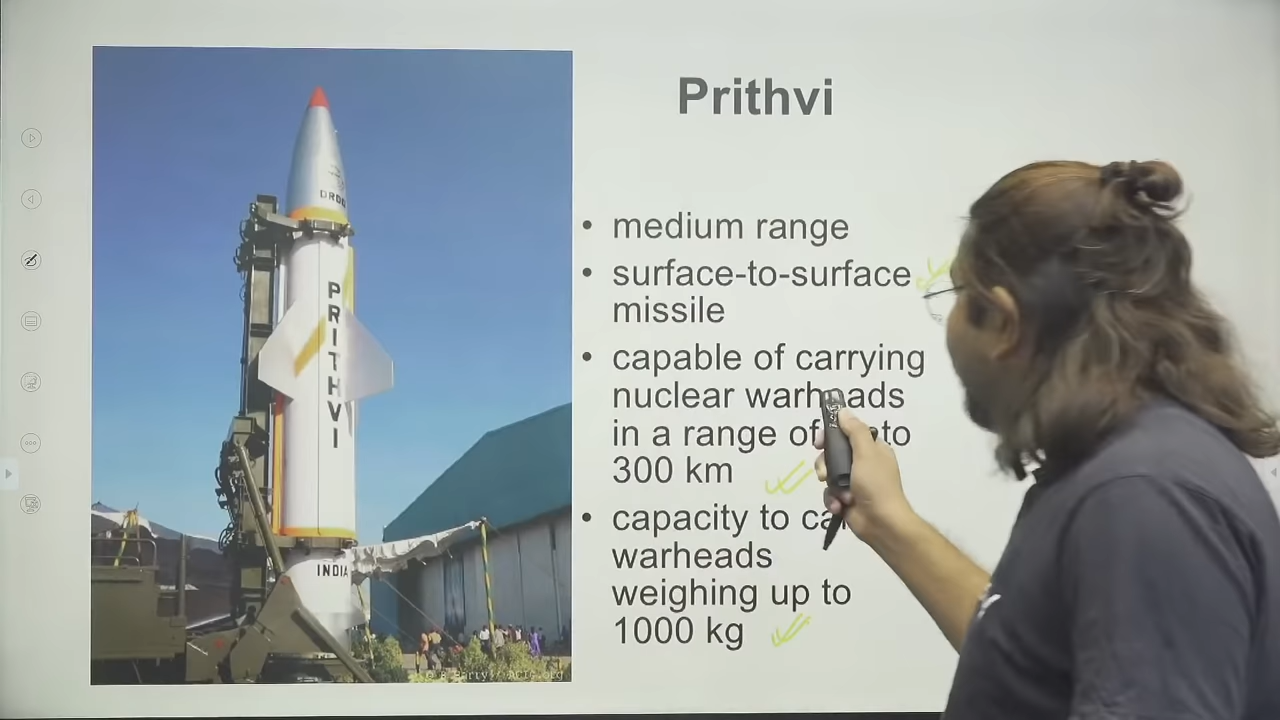 Prithvi
• medium range
• surface-to-surface
missile
• capable of carrying
nuclear warheads
in a range of to
300 km
• capacity to
warheads
weighing up to
1000 kg
DRDO
PRITHVI
INDIA